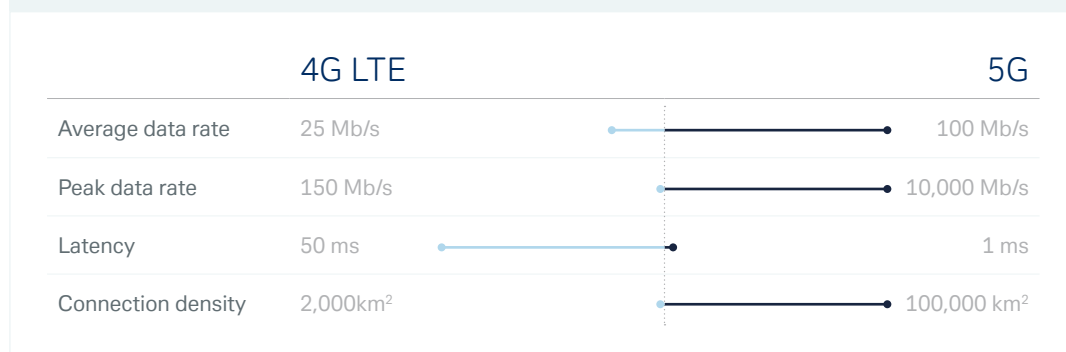 4G LTE 5G
Average data rate 25 Mb/s 100 Mb/s
Peak data rate 150 Mb/s 10,000 Mb/s
Latency 50 ms 1 ms
Connection density 2,000km² 100,000 km²